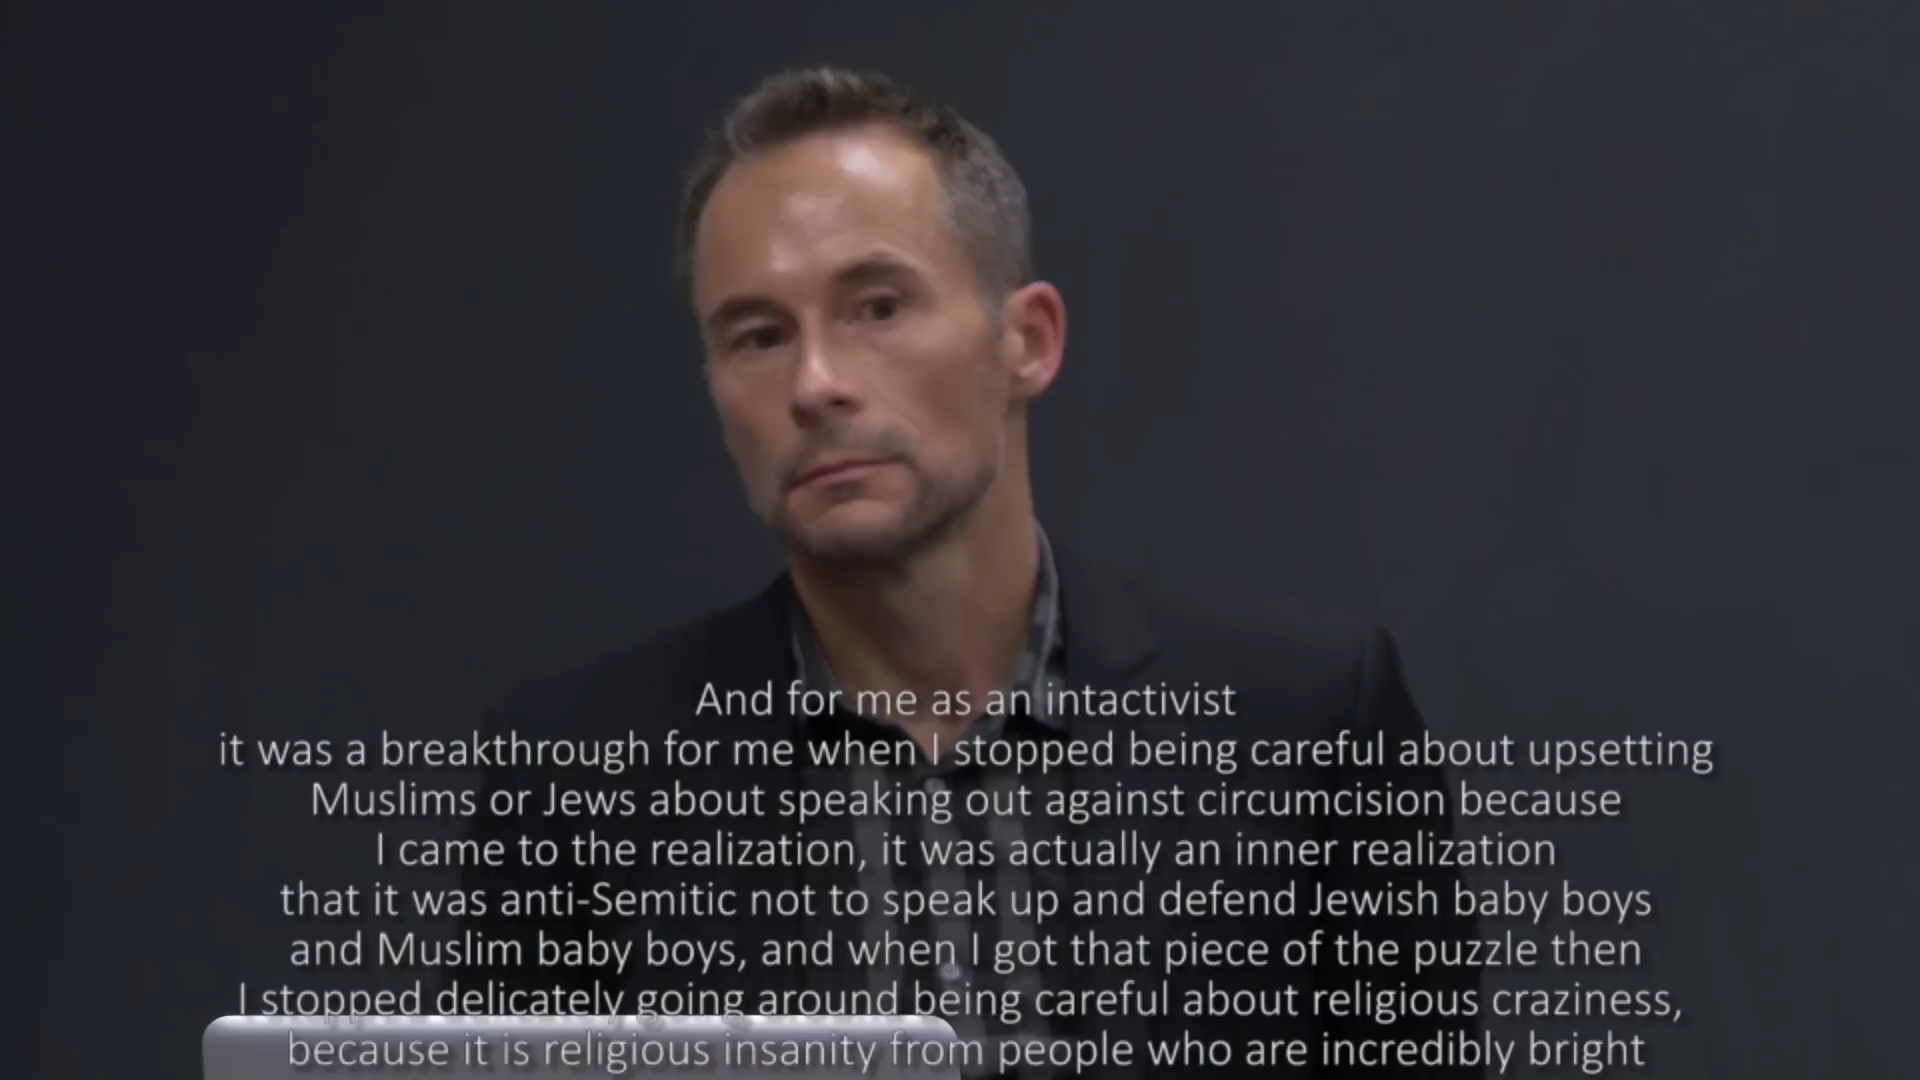 And for me as an intactivist
it was a breakthrough for me when I stopped being careful about upsetting
Muslims or Jews about speaking out against circumcision because
I came to the realization, it was actually an inner realization
that it was anti-Semitic not to speak up and defend Jewish baby boys
and Muslim baby boys, and when I got that piece of the puzzle then
I stopped delicately going around being careful about religious craziness,
because it is religious insanity from people who are incredibly bright